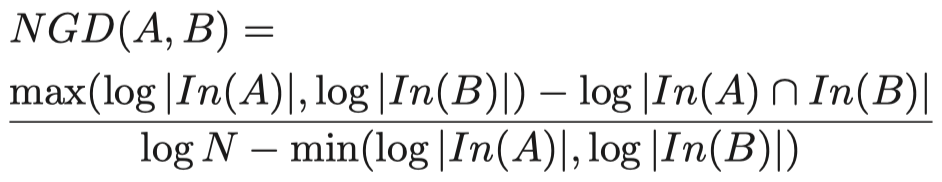 NGD(A, B) =
max(log |In(A)|, log |In(B)|) − log |In(A) ∩ In(B)|
log N − min(log |In(A)|, log |In(B)|)